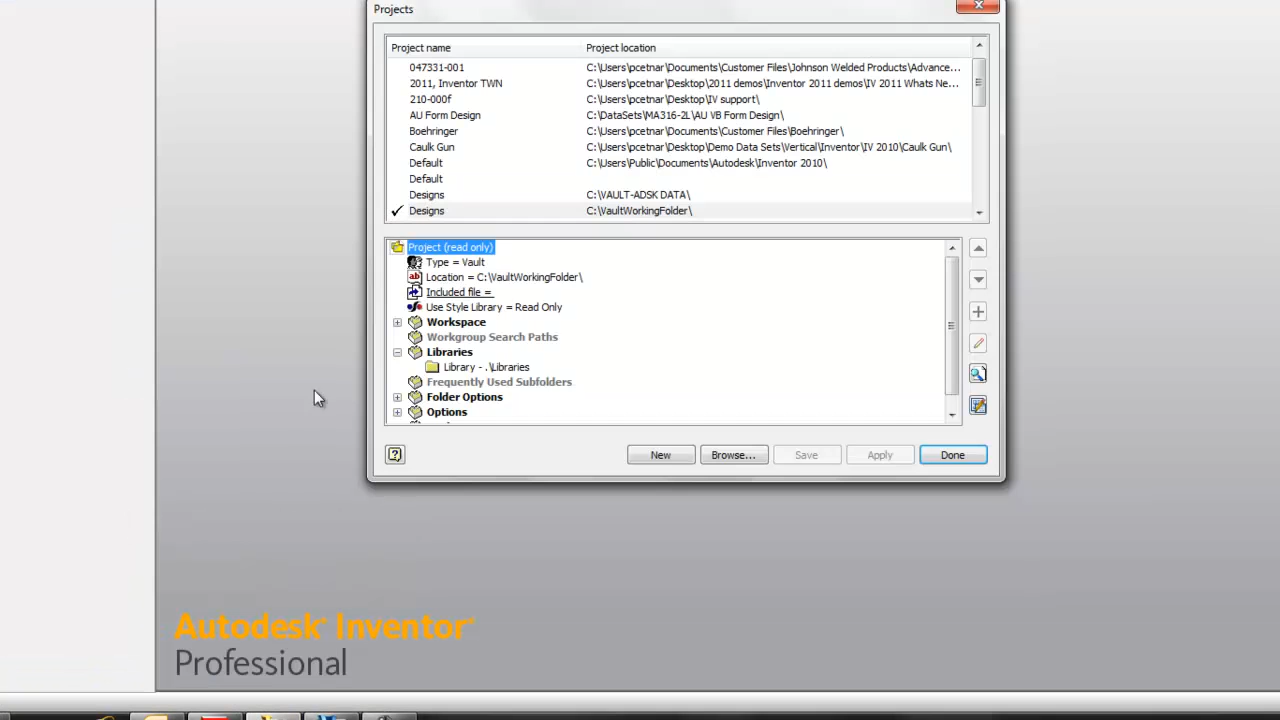 Projects
Project name Project location
047331-001 C:\Users\pcetnar\Documents\Customer Files\Johnson Welded Products\Advance...
2011, Inventor TWN C:\Users\pcetnar\Desktop\2011 demos\Inventor 2011 demos\IV 2011 Whats Ne...
210-000f C:\Users\pcetnar\Desktop\IV support\
AU Form Design C:\DataSets\MA316-2L\AU VB Form Design\
Boehringer C:\Users\pcetnar\Documents\Customer Files\Boehringer\
Caulk Gun C:\Users\pcetnar\Desktop\Demo Data Sets\Vertical\Inventor\IV 2010\Caulk Gun\
Default C:\Users\Public\Documents\Autodesk\Inventor 2010\
Default
Designs C:\VAULT-ADSK DATA\
Designs C:\VaultWorkingFolder\
Project (read only)
Type = Vault
Location = C:\VaultWorkingFolder\
Included file =
Use Style Library = Read Only
Workspace
Workgroup Search Paths
Libraries
Library - .\Libraries
Frequently Used Subfolders
Folder Options
Options
New Browse... Save Apply Done
Autodesk® Inventor®
Professional